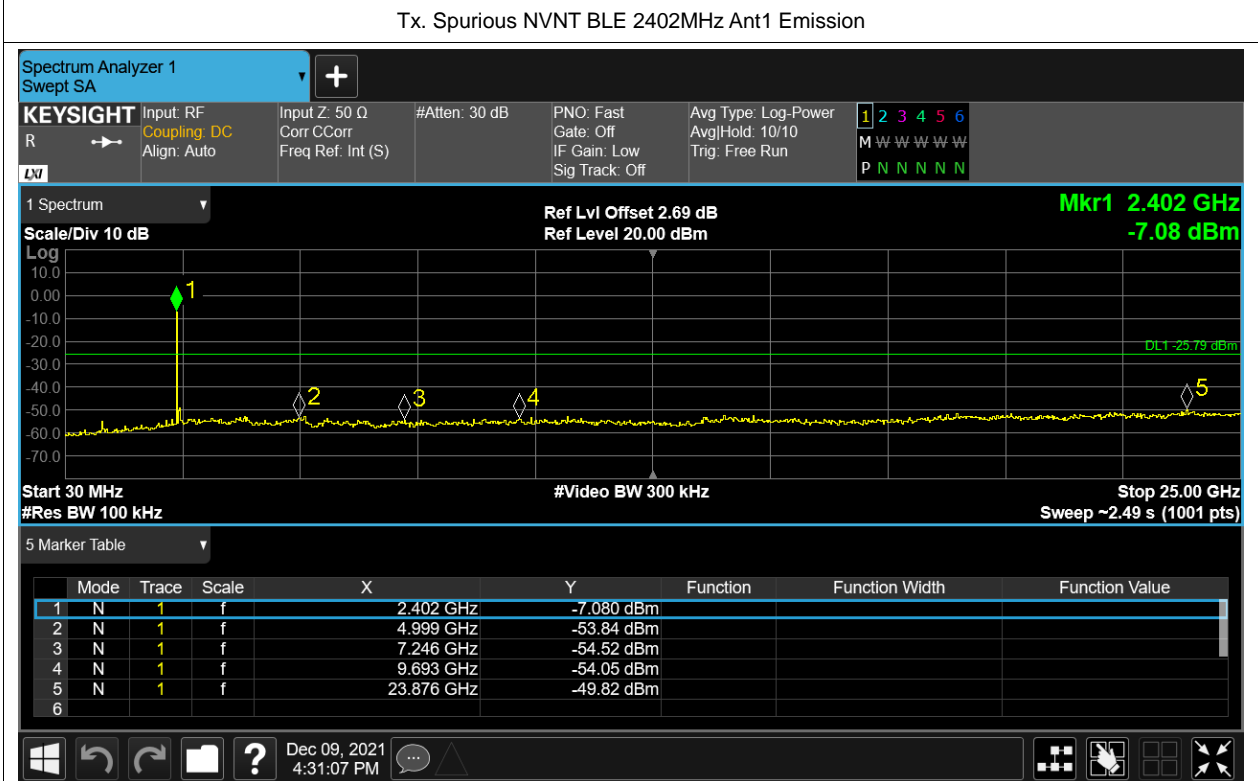 Tx. Spurious NVNT BLE 2402MHz Ant1 Emission
Spectrum Analyzer 1
Swept SA
KEYSIGHT
R
LXI
Input: RF
Coupling: DC
Align: Auto
Input Z: 50 Ω
Corr CCorr
Freq Ref: Int (S)
#Atten: 30 dB
PNO: Fast
Gate: Off
IF Gain: Low
Sig Track: Off
Avg Type: Log-Power
Avg|Hold: 10/10
Trig: Free Run
1 2 3 4 5 6
M W W W W W
P N N N N N
1 Spectrum
Scale/Div 10 dB
Ref Lvl Offset 2.69 dB
Ref Level 20.00 dBm
Mkr1 2.402 GHz
-7.08 dBm
Log
10.0
0.00
-10.0
-20.0
-30.0
-40.0
-50.0
-60.0
-70.0
1
2
3
4
5
DL1 -25.79 dBm
Start 30 MHz
#Video BW 300 kHz
Stop 25.00 GHz
#Res BW 100 kHz
Sweep ~2.49 s (1001 pts)
5 Marker Table
Mode Trace Scale X Y Function Function Width Function Value
1 N 1 f 2.402 GHz -7.080 dBm
2 N 1 f 4.999 GHz -53.84 dBm
3 N 1 f 7.246 GHz -54.52 dBm
4 N 1 f 9.693 GHz -54.05 dBm
5 N 1 f 23.876 GHz -49.82 dBm
6
?
Dec 09, 2021
4:31:07 PM